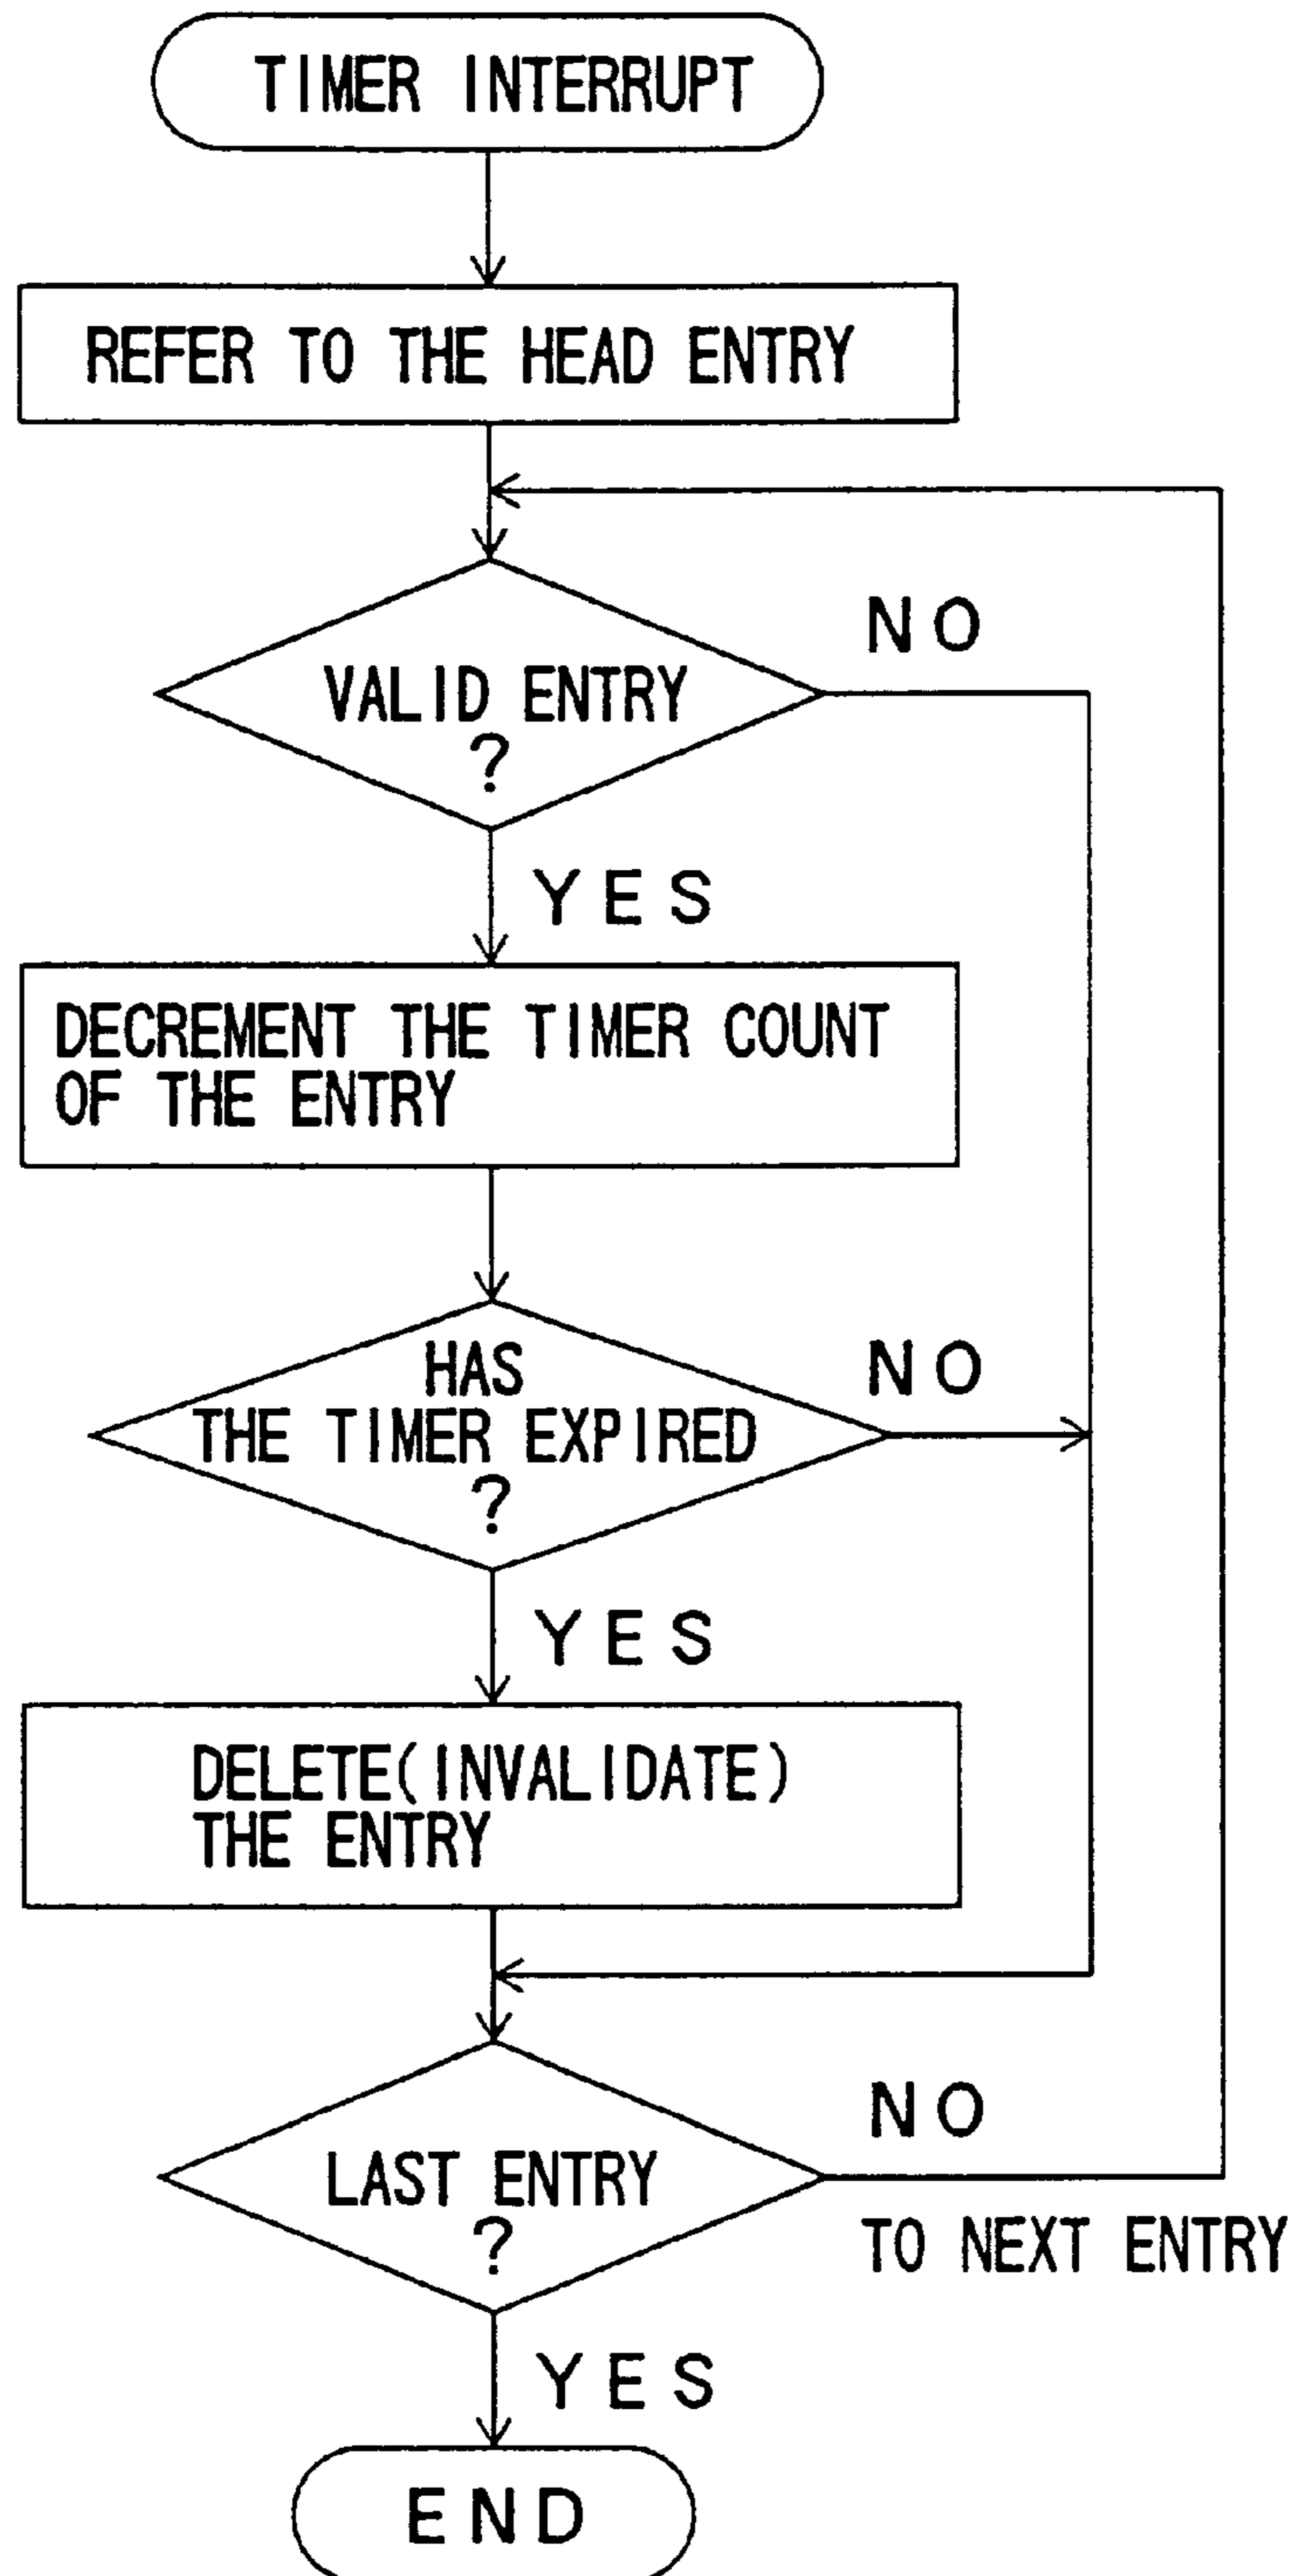 TIMER INTERRUPT
REFER TO THE HEAD ENTRY
VALID ENTRY
?
NO
YES
DECREMENT THE TIMER COUNT
OF THE ENTRY
HAS
THE TIMER EXPIRED
?
NO
YES
DELETE(INVALIDATE)
THE ENTRY
LAST ENTRY
?
NO
TO NEXT ENTRY
YES
END